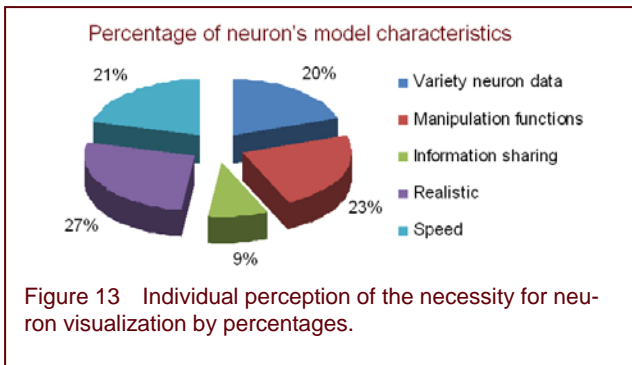 Percentage of neuron's model characteristics
21%
20%
Variety neuron data
Manipulation functions
Information sharing
Realistic
Speed
27%
23%
9%
Figure 13 Individual perception of the necessity for neu-
ron visualization by percentages.